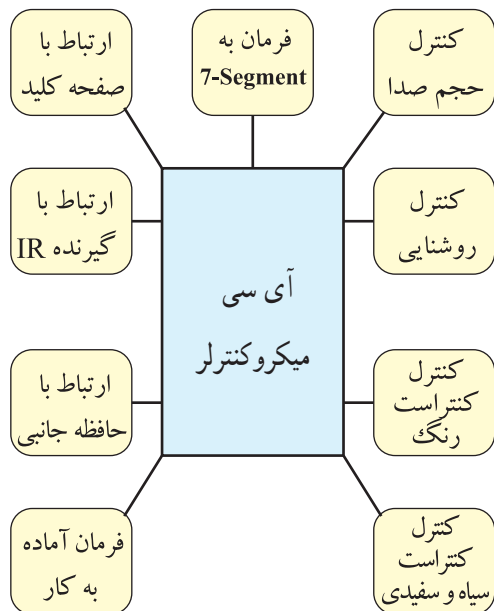 کنترل
حجم صدا
فرمان به
7-Segment
ارتباط با
صفحه کلید
کنترل
روشنایی
ارتباط با
گیرنده IR
آی سی
میکروکنترلر
کنترل
کنتراست
رنگ
ارتباط با
حافظه جانبی
کنترل
کنتراست
سیاه و سفیدی
فرمان آماده
به کار